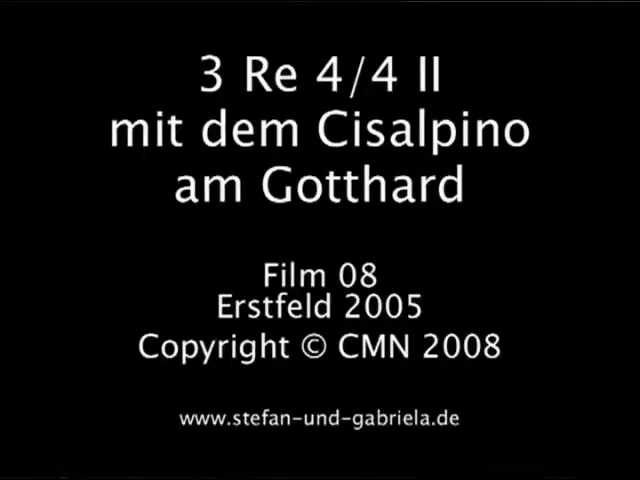 3 Re 4/4 II
mit dem Cisalpino
am Gotthard
Film 08
Erstfeld 2005
Copyright © CMN 2008
www.stefan-und-gabriela.de